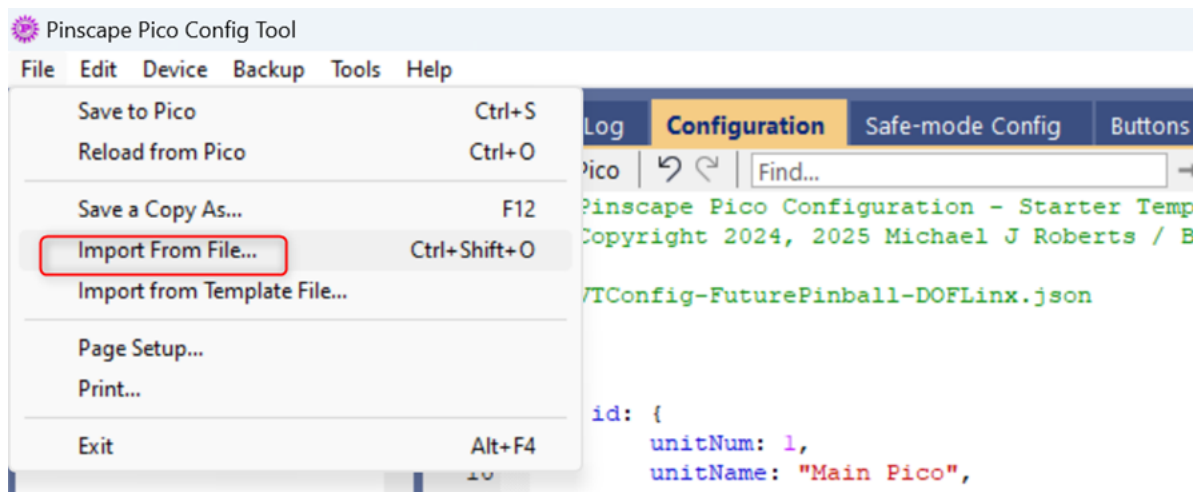 Pinscape Pico Config Tool
File Edit Device Backup Tools Help
Save to Pico Ctrl+S
Reload from Pico Ctrl+O
Save a Copy As... F12
Import From File... Ctrl+Shift+O
Import from Template File...
Page Setup...
Print...
Exit Alt+F4
Log Configuration Safe-mode Config Buttons
Pico Find...
Pinscape Pico Configuration - Starter Temp
Copyright 2024, 2025 Michael J Roberts / B
VTConfig-FuturePinball-DOFLinx.json
id: {
unitNum: 1,
unitName: "Main Pico",